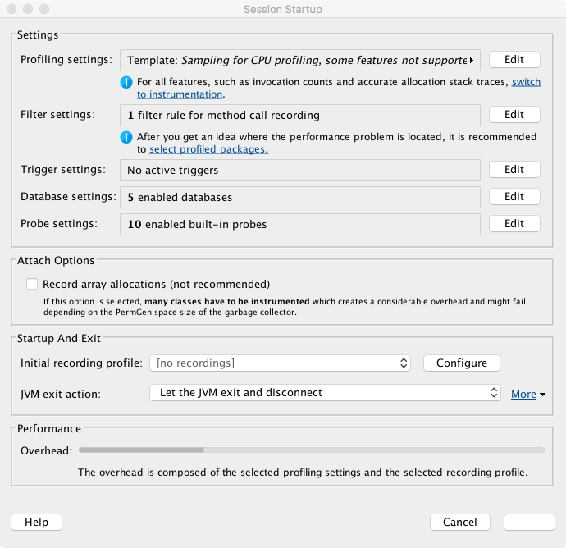 Session Startup
Settings
Profiling settings: Template: Sampling for CPU profiling, some features not supporte Edit
For all features, such as invocation counts and accurate allocation stack traces, switch
to instrumentation.
Filter settings: 1 filter rule for method call recording Edit
After you get an idea where the performance problem is located, it is recommended
to select profiled packages.
Trigger settings: No active triggers Edit
Database settings: 5 enabled databases Edit
Probe settings: 10 enabled built-in probes Edit
Attach Options
Record array allocations (not recommended)
If this option is selected, many classes have to be instrumented which creates a considerable overhead and might fail
depending on the PermGen space size of the garbage collector.
Startup And Exit
Initial recording profile: [no recordings] Configure
JVM exit action: Let the JVM exit and disconnect More
Performance
Overhead:
The overhead is composed of the selected profiling settings and the selected recording profile.
Help Cancel